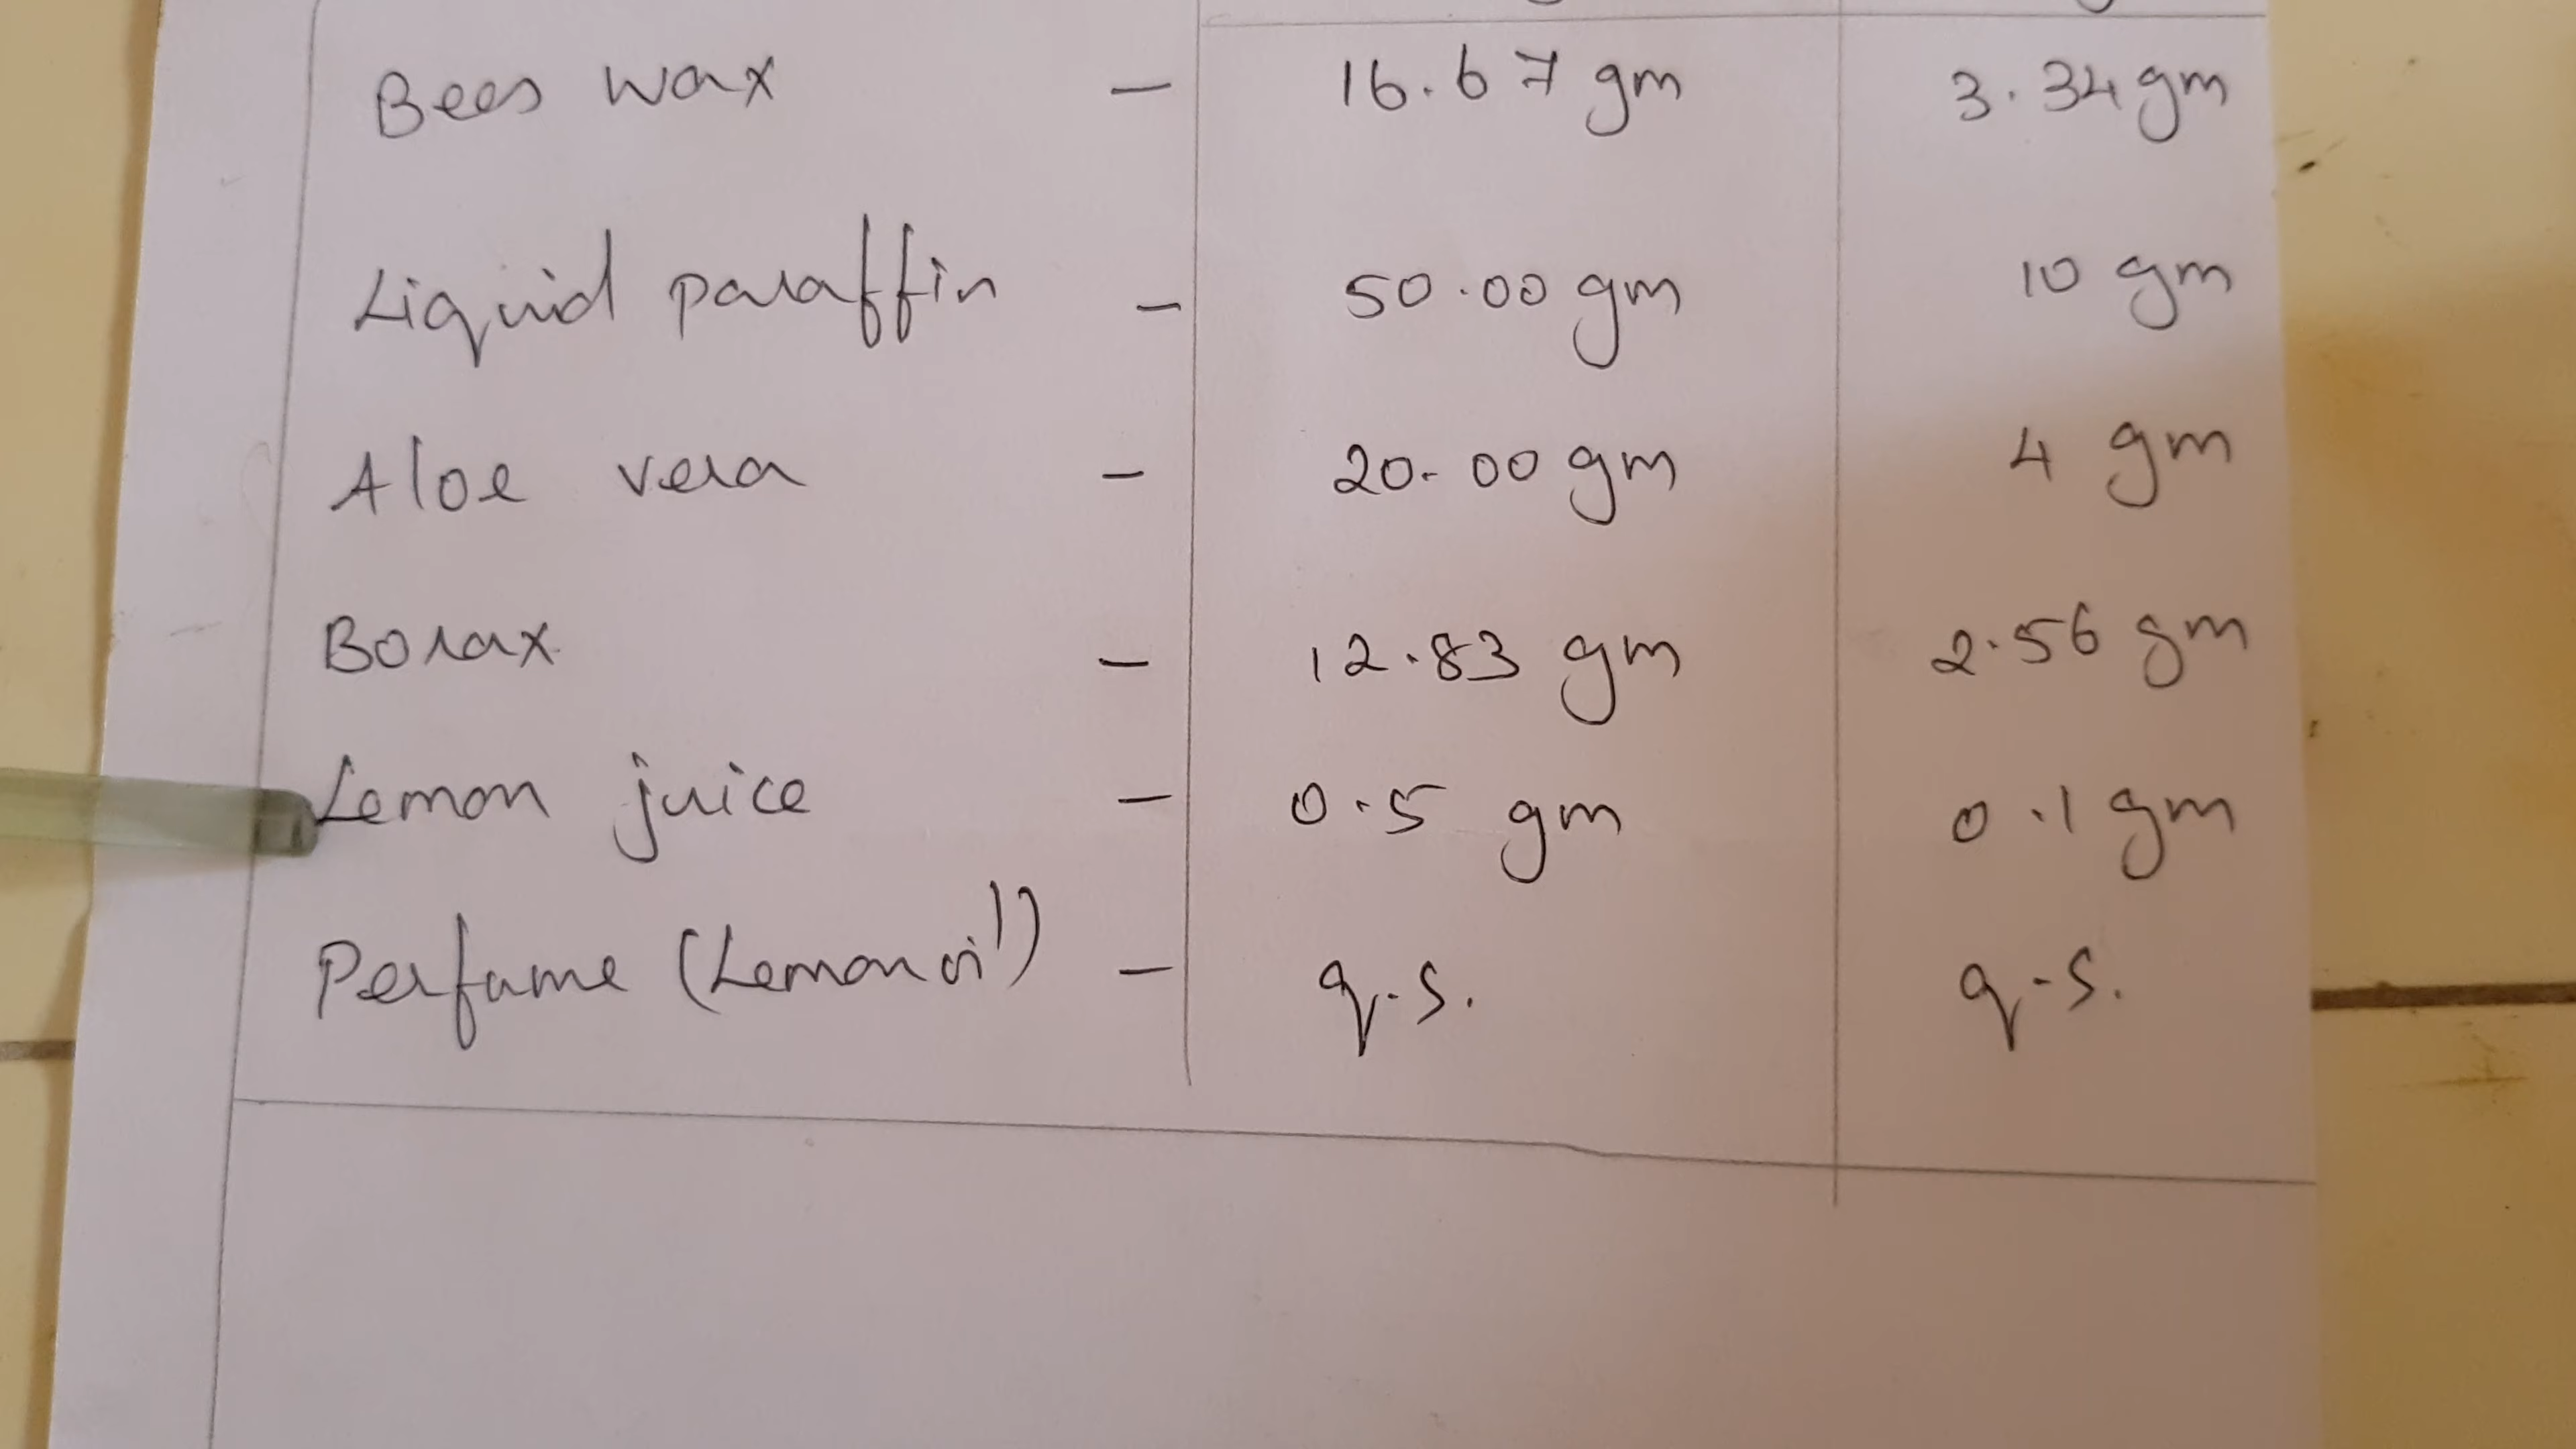 Bees wax - 16.67 gm 3.34 gm
Liquid paraffin - 50.00 gm 10 gm
Aloe vera - 20.00 gm 4 gm
Borax - 12.83 gm 2.56 gm
Lemon juice - 0.5 gm 0.1 gm
Perfume (Lemon oil) - q.s. q.s.